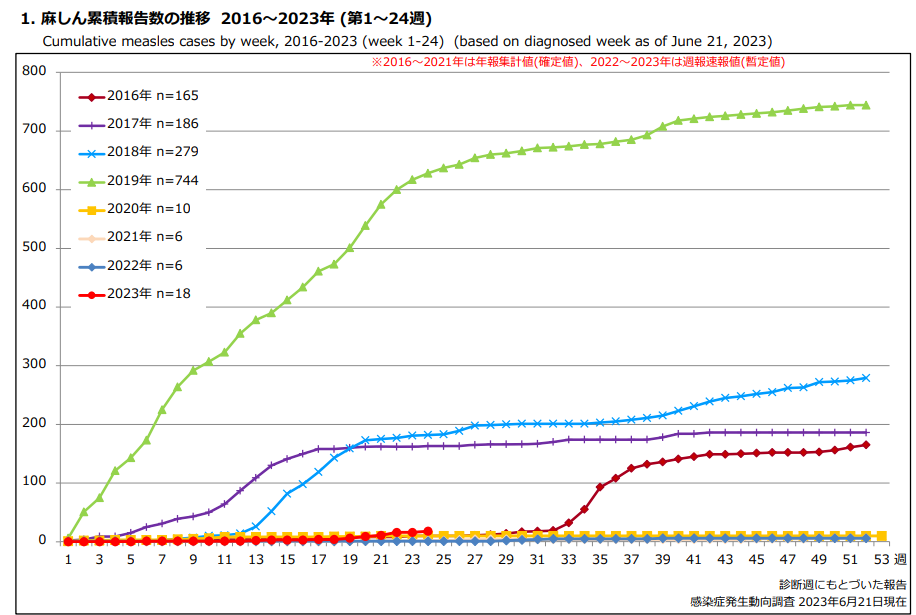 1. 麻しん累積報告数の推移 2016～2023年 (第1～24週)
Cumulative measles cases by week, 2016-2023 (week 1-24) (based on diagnosed week as of June 21, 2023)
※2016～2021年は年報集計値(確定値)、2022～2023年は週報速報値(暫定値)
800
700
600
500
400
300
200
100
0
2016年 n=165
2017年 n=186
2018年 n=279
2019年 n=744
2020年 n=10
2021年 n=6
2022年 n=6
2023年 n=18
1 3 5 7 9 11 13 15 17 19 21 23 25 27 29 31 33 35 37 39 41 43 45 47 49 51 53 週
診断週にもとづいた報告
感染症発生動向調査 2023年6月21日現在